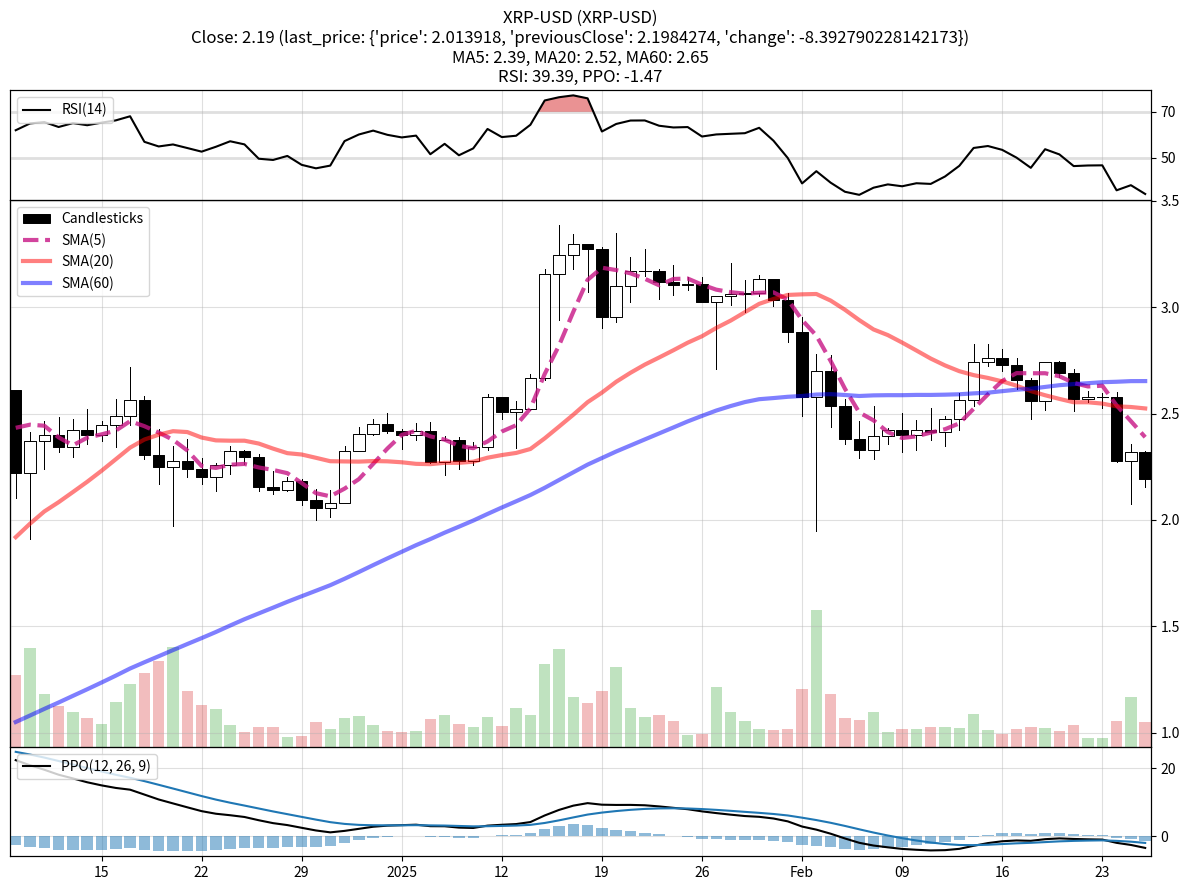 XRP-USD (XRP-USD)
Close: 2.19 (last_price: {'price': 2.013918, 'previousClose': 2.1984274, 'change': -8.392790228142173})
MA5: 2.39, MA20: 2.52, MA60: 2.65
RSI: 39.39, PPO: -1.47
RSI(14)
70
50
3.5
Candlesticks
SMA(5)
SMA(20)
SMA(60)
3.0
2.5
2.0
1.5
1.0
PPO(12, 26, 9)
20
0
15
22
29
2025
12
19
26
Feb
09
16
23